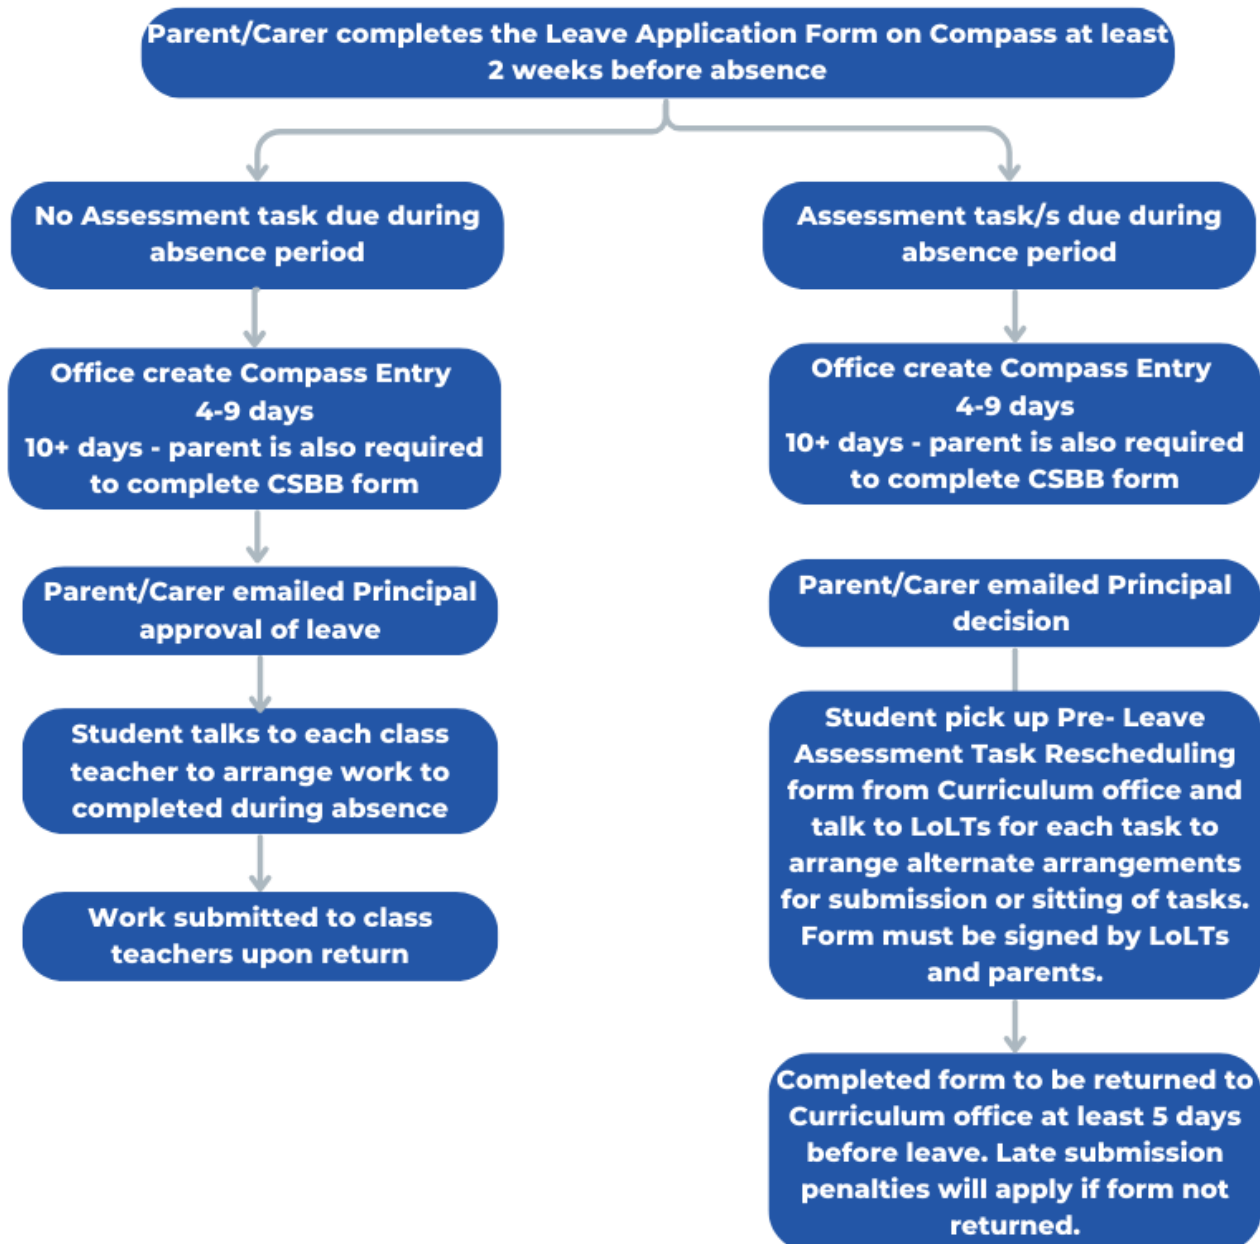 Parent/Carer completes the Leave Application Form on Compass at least
2 weeks before absence
No Assessment task due during
absence period
Office create Compass Entry
4-9 days
10+ days - parent is also required
to complete CSBB form
Parent/Carer emailed Principal
approval of leave
Student talks to each class
teacher to arrange work to
completed during absence
Work submitted to class
teachers upon return
Assessment task/s due during
absence period
Office create Compass Entry
4-9 days
10+ days - parent is also required
to complete CSBB form
Parent/Carer emailed Principal
decision
Student pick up Pre- Leave
Assessment Task Rescheduling
form from Curriculum office and
talk to LoLTs for each task to
arrange alternate arrangements
for submission or sitting of tasks.
Form must be signed by LoLTs
and parents.
Completed form to be returned to
Curriculum office at least 5 days
before leave. Late submission
penalties will apply if form not
returned.